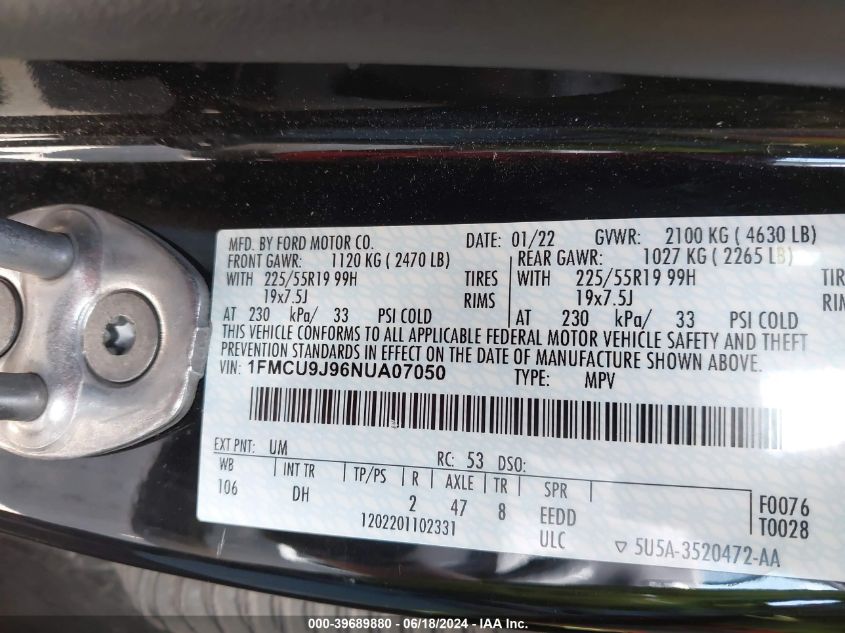 MFD. BY FORD MOTOR CO. DATE: 01/22 GVWR: 2100 KG ( 4630 LB)
FRONT GAWR: 1120 KG ( 2470 LB) REAR GAWR: 1027 KG ( 2265 LB)
WITH 225/55R19 99H TIRES WITH 225/55R19 99H TIRE
19x7.5J RIMS 19x7.5J RIM
AT 230 kPa/ 33 PSI COLD AT 230 kPa/ 33 PSI COLD
THIS VEHICLE CONFORMS TO ALL APPLICABLE FEDERAL MOTOR VEHICLE SAFETY AND THEFT
PREVENTION STANDARDS IN EFFECT ON THE DATE OF MANUFACTURE SHOWN ABOVE.
VIN: 1FMCU9J96NUA07050 TYPE: MPV
EXT PNT: UM RC: 53 DSO:
WB INT TR TP/PS R AXLE TR SPR
106 DH 2 47 8 EEDD F0076
1202201102331 ULC T0028
▽ 5U5A-3520472-AA
000-39689880 - 06/18/2024 - IAA Inc.